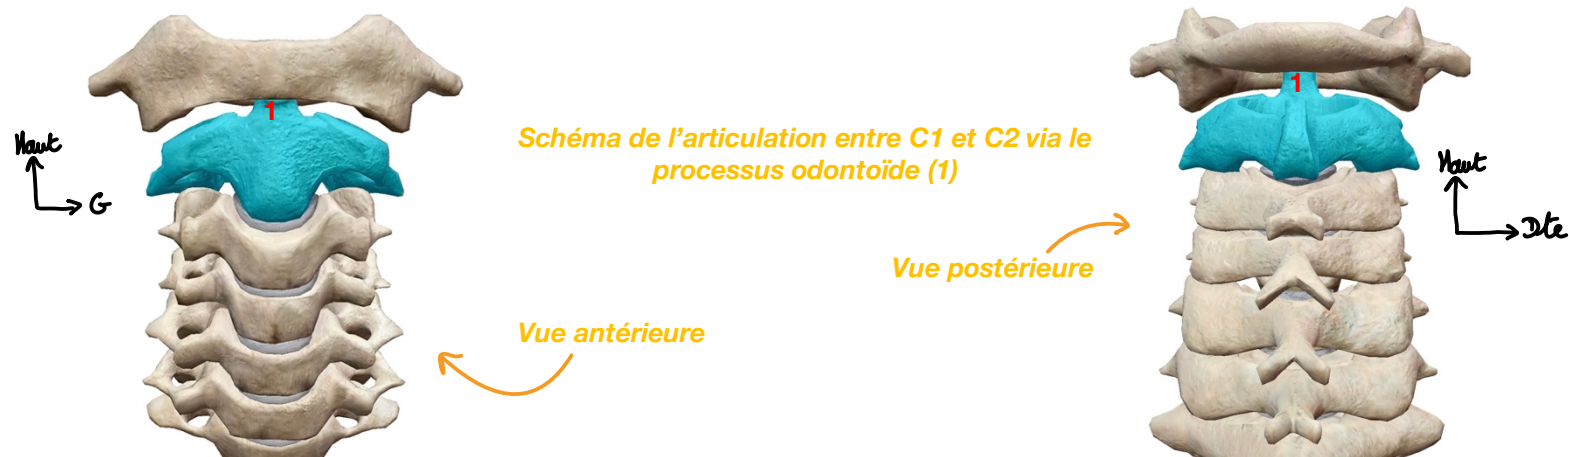 1
1
Schéma de l'articulation entre C1 et C2 via le
processus odontoïde (1)
Haut
G
Haut
Dte
Vue postérieure
Vue antérieure